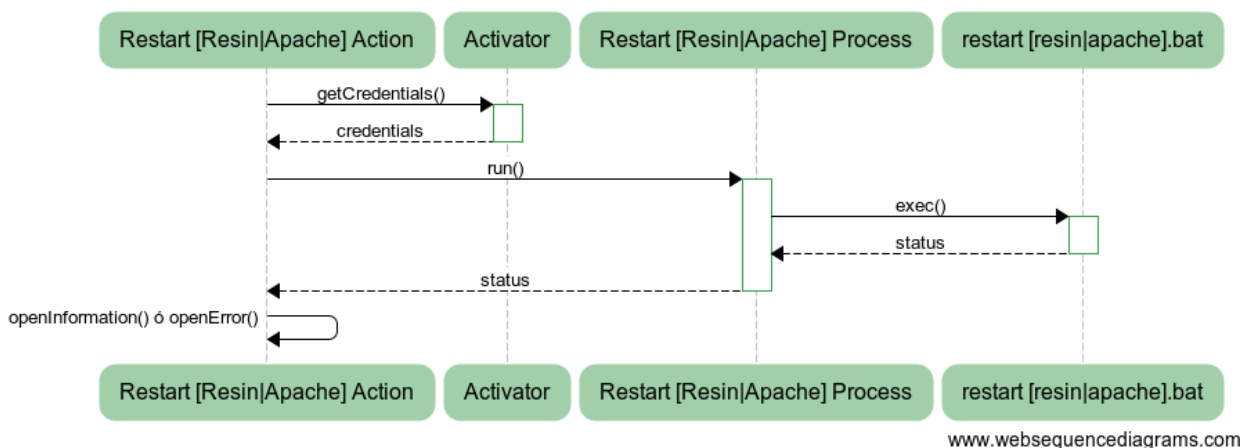 Restart [Resin|Apache] Action
Activator
Restart [Resin|Apache] Process
restart [resin|apache].bat
getCredentials()
credentials
run()
exec()
status
status
openInformation() ó openError()
Restart [Resin|Apache] Action
Activator
Restart [Resin|Apache] Process
restart [resin|apache].bat
www.websequencediagrams.com